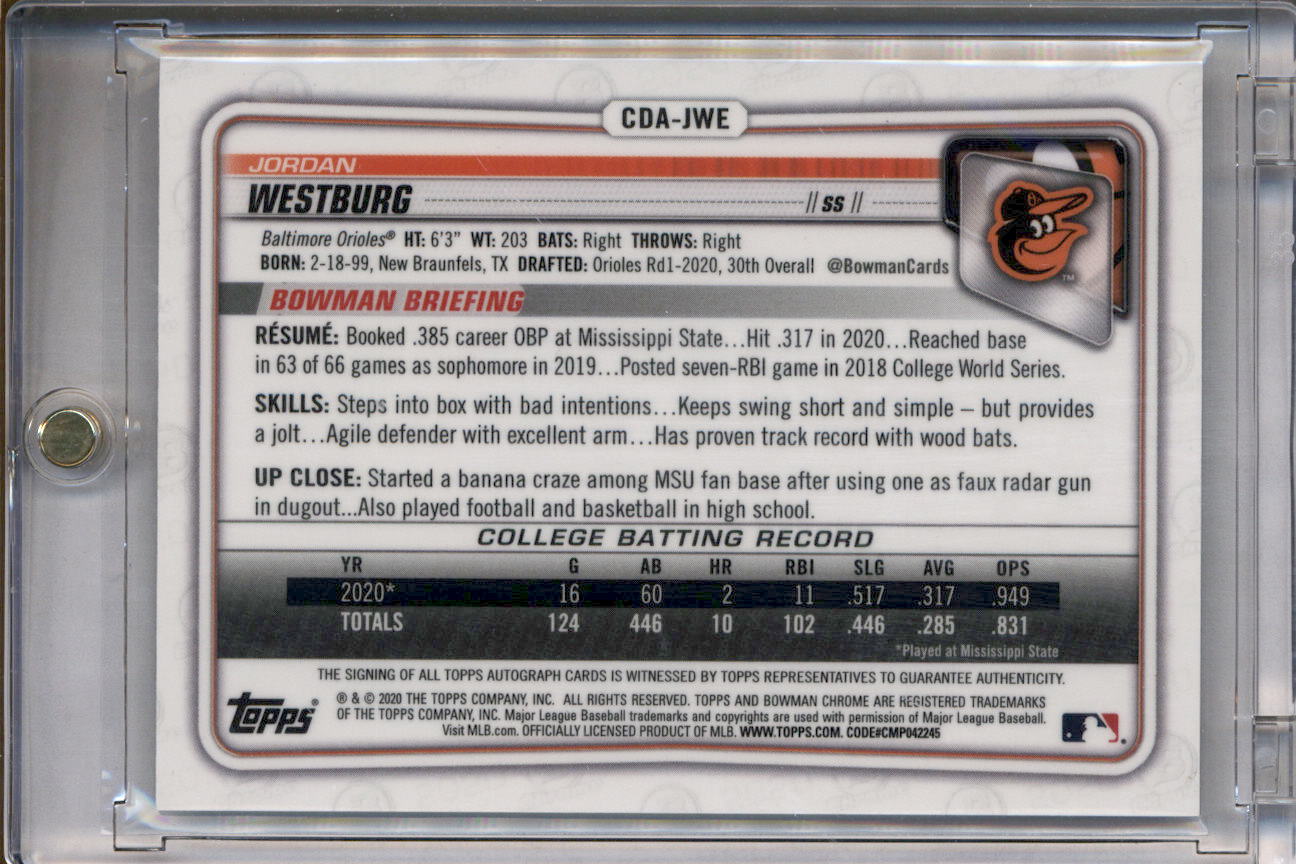 CDA-JWE
JORDAN
WESTBURG // SS //
Baltimore Orioles® HT: 6'3" WT: 203 BATS: Right THROWS: Right
BORN: 2-18-99, New Braunfels, TX DRAFTED: Orioles Rd1-2020, 30th Overall @BowmanCards
TM
BOWMAN BRIEFING
RÉSUMÉ: Booked .385 career OBP at Mississippi State...Hit .317 in 2020...Reached base
in 63 of 66 games as sophomore in 2019...Posted seven-RBI game in 2018 College World Series.
SKILLS: Steps into box with bad intentions...Keeps swing short and simple – but provides
a jolt...Agile defender with excellent arm...Has proven track record with wood bats.
UP CLOSE: Started a banana craze among MSU fan base after using one as faux radar gun
in dugout...Also played football and basketball in high school.
COLLEGE BATTING RECORD
YR G AB HR RBI SLG AVG OPS
2020* 16 60 2 11 .517 .317 .949
TOTALS 124 446 10 102 .446 .285 .831
*Played at Mississippi State
THE SIGNING OF ALL TOPPS AUTOGRAPH CARDS IS WITNESSED BY TOPPS REPRESENTATIVES TO GUARANTEE AUTHENTICITY.
Topps®
® & © 2020 THE TOPPS COMPANY, INC. ALL RIGHTS RESERVED. TOPPS AND BOWMAN CHROME ARE REGISTERED TRADEMARKS
OF THE TOPPS COMPANY, INC. Major League Baseball trademarks and copyrights are used with permission of Major League Baseball.
Visit MLB.com. OFFICIALLY LICENSED PRODUCT OF MLB. WWW.TOPPS.COM. CODE#CMP042245